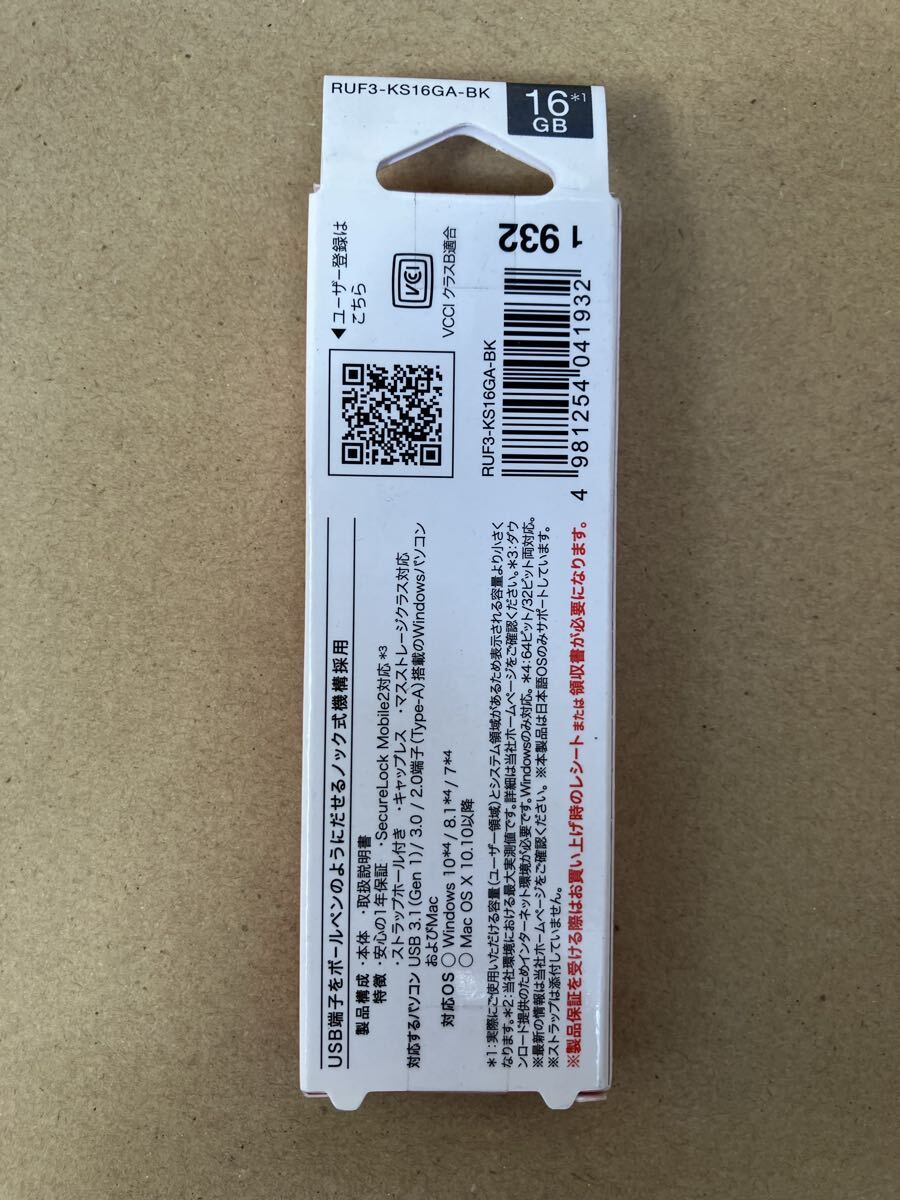 RUF3-KS16GA-BK
16*1
GB
◀ユーザー登録は
こちら
VCCI
VCCI クラスB適合
1 932
RUF3-KS16GA-BK
4 981254 041932
USB端子をボールペンのようにだせるノック式機構採用
製品構成 ・本体 ・取扱説明書
特徴 ・安心の1年保証 ・SecureLock Mobile2対応 *3
・ストラップホール付き ・キャップレス ・マスストレージクラス対応
対応するパソコン USB 3.1(Gen 1)/ 3.0 / 2.0端子(Type-A)搭載のWindowsパソコン
およびMac
対応OS ○ Windows 10*4/ 8.1*4/ 7*4
○ Mac OS X 10.10以降
*1:実際にご使用いただける容量(ユーザー領域)とシステム領域があるため表示される容量より小さく
なります。*2:当社環境における最大実測値です。詳細は当社ホームページをご確認ください。*3:ダウ
ンロード提供のためインターネット環境が必要です。Windowsのみ対応。*4:64ビット/32ビット両対応。
※最新の情報は当社ホームページをご確認ください。 ※本製品は日本語OSのみサポートしています。
※ストラップは添付していません。
※製品保証を受ける際はお買い上げ時のレシートまたは領収書が必要になります。